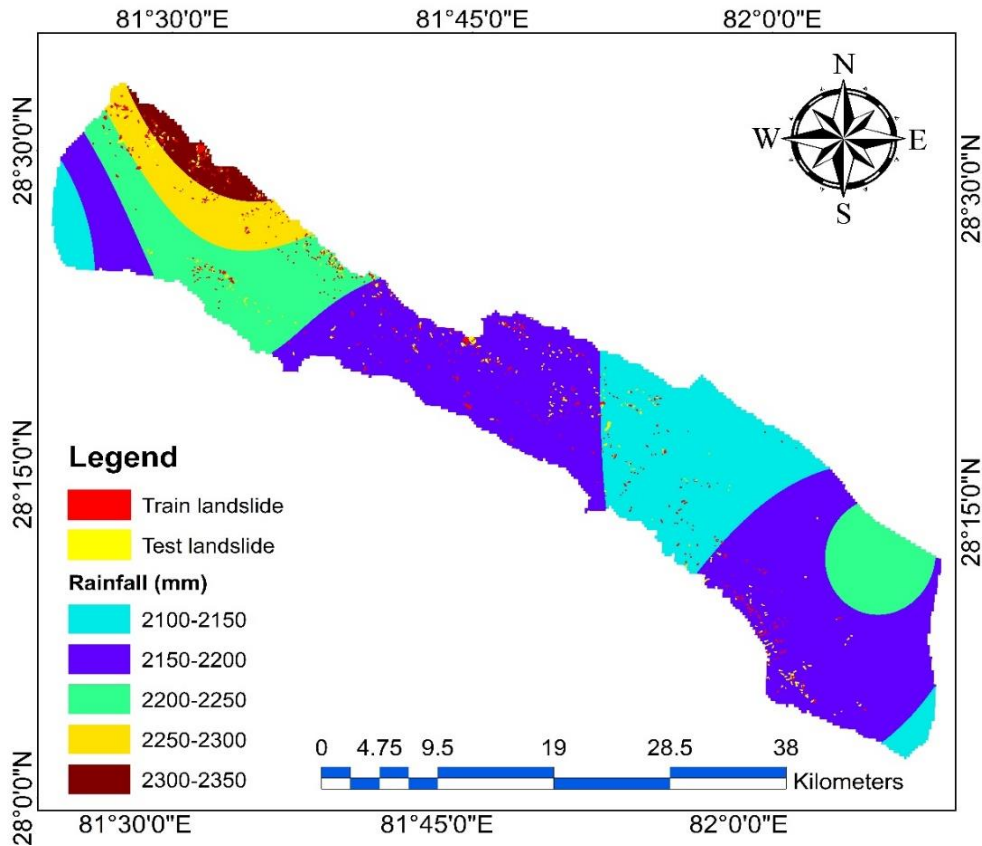 81°30'0"E 81°45'0"E 82°0'0"E
N
W E
S
28°30'0"N
28°30'0"N
28°15'0"N
28°15'0"N
28°0'0"N
Legend
Train landslide
Test landslide
Rainfall (mm)
2100-2150
2150-2200
2200-2250
2250-2300
2300-2350
0 4.75 9.5 19 28.5 38
Kilometers
81°30'0"E 81°45'0"E 82°0'0"E